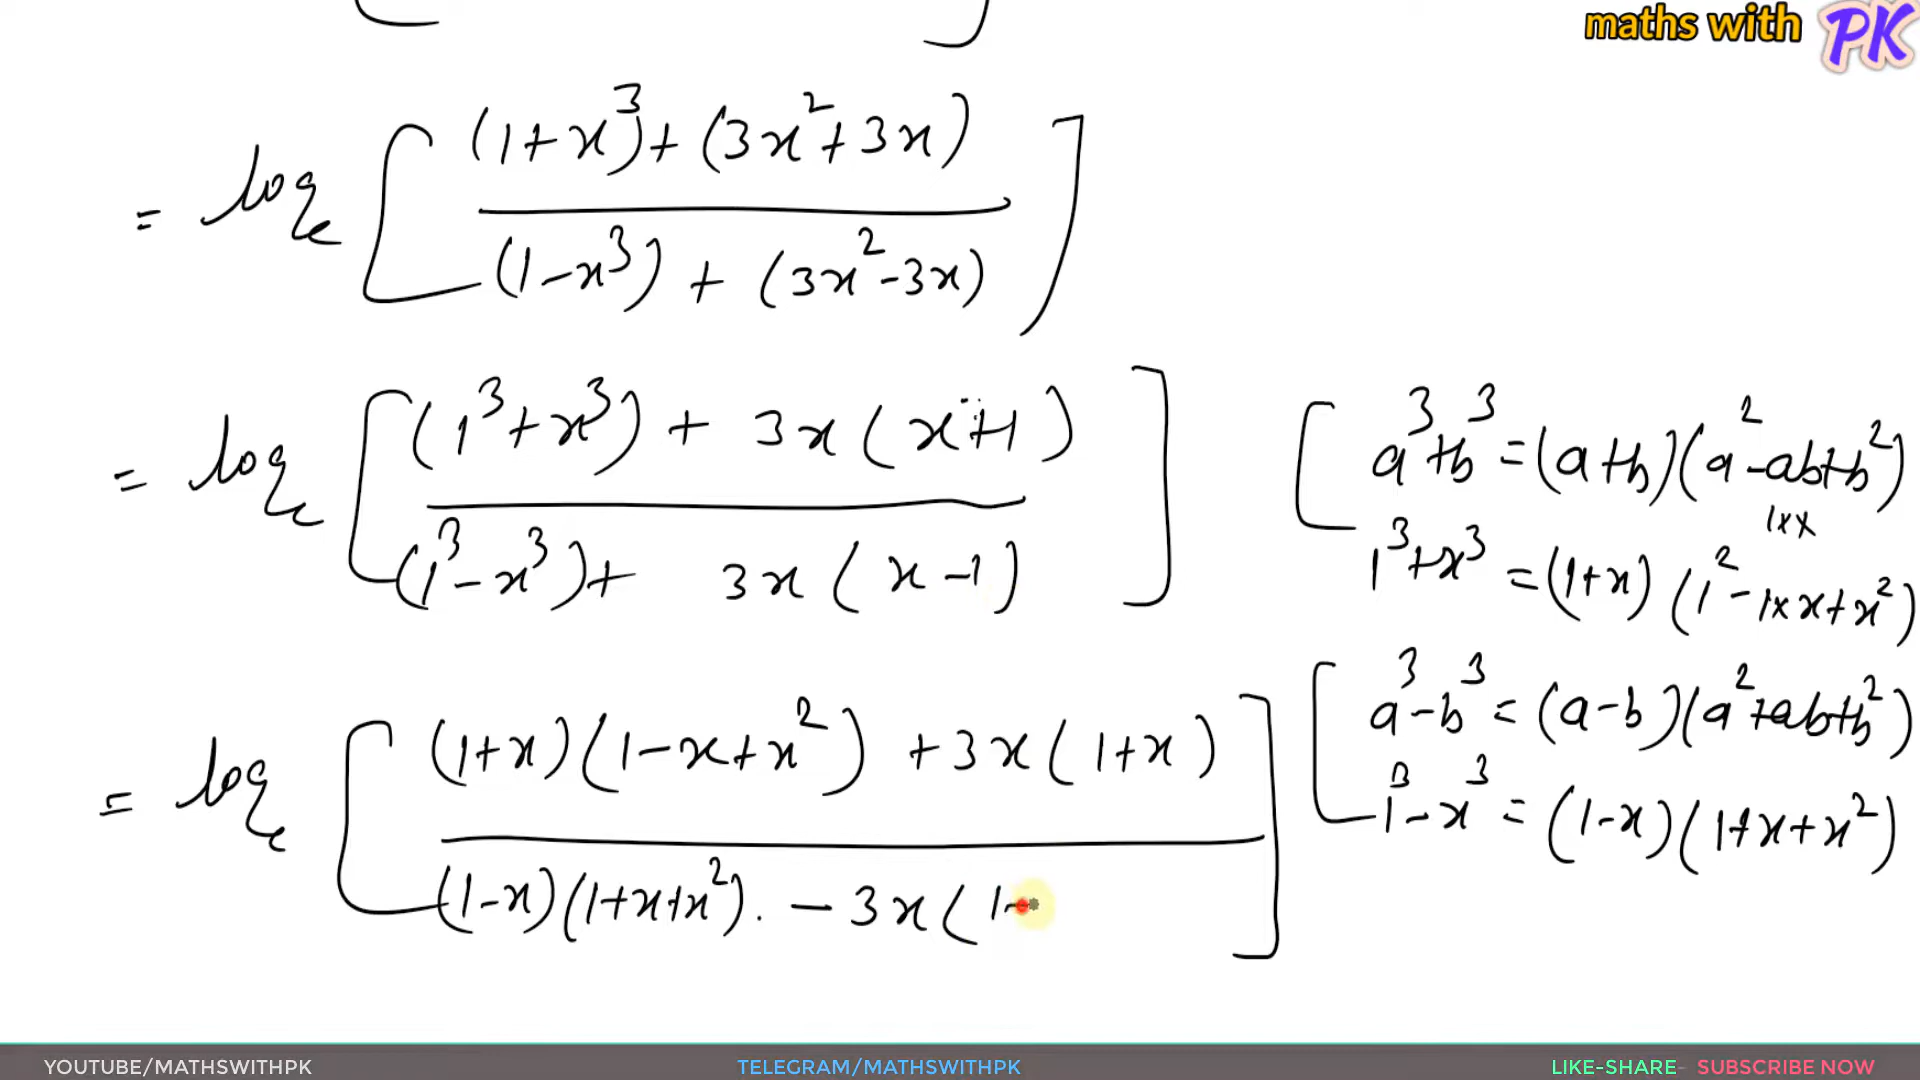 maths with PK
(1+x³)+(3x²+3x)
= logₑ
(1-x³) + (3x²-3x)
(1³+x³) + 3x(x+1)
= logₑ
(1³-x³)+ 3x(x-1)
a³+b³=(a+b)(a²-ab+b²)
1×x
1³+x³=(1+x)(1²-1×x+x²)
(1+x)(1-x+x²) +3x(1+x)
= logₑ
(1-x)(1+x+x²). -3x(1-
a³-b³=(a-b)(a²+ab+b²)
1³-x³=(1-x)(1+x+x²)
YOUTUBE/MATHSWITHPK
TELEGRAM/MATHSWITHPK
LIKE-SHARE- SUBSCRIBE NOW